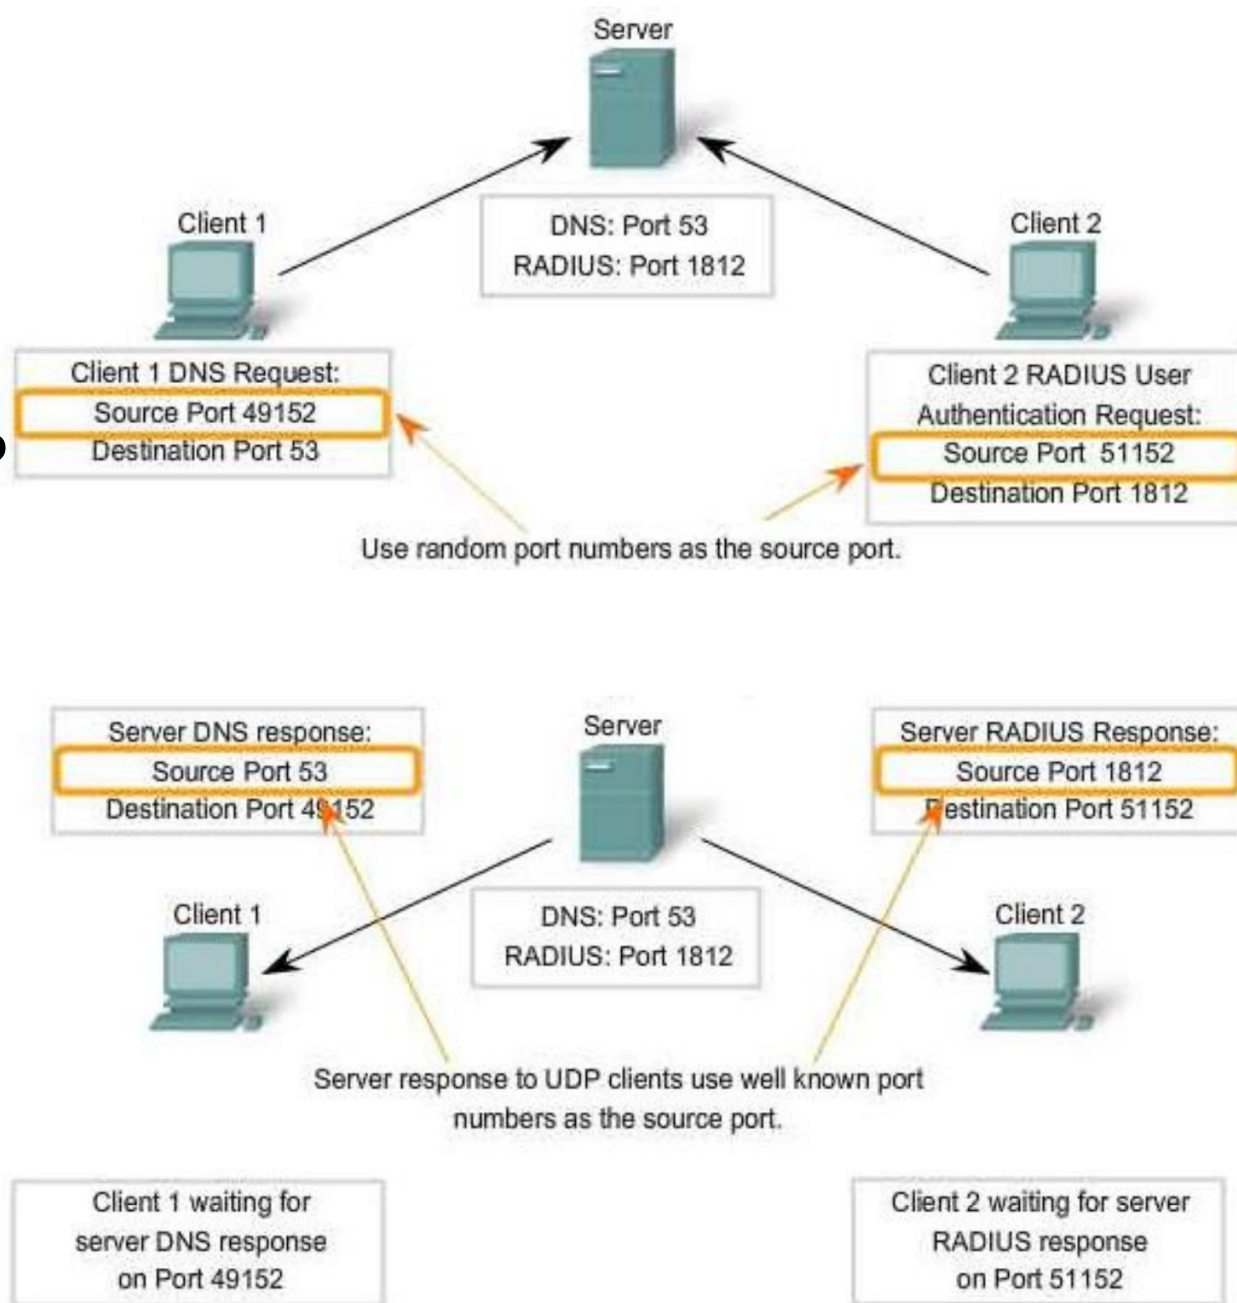 Server
DNS: Port 53
RADIUS: Port 1812
Client 1
Client 1 DNS Request:
Source Port 49152
Destination Port 53
Client 2
Client 2 RADIUS User
Authentication Request:
Source Port 51152
Destination Port 1812
Use random port numbers as the source port.
Server DNS response:
Source Port 53
Destination Port 49152
Server
DNS: Port 53
RADIUS: Port 1812
Server RADIUS Response:
Source Port 1812
Destination Port 51152
Client 1
Client 2
Server response to UDP clients use well known port
numbers as the source port.
Client 1 waiting for
server DNS response
on Port 49152
Client 2 waiting for server
RADIUS response
on Port 51152